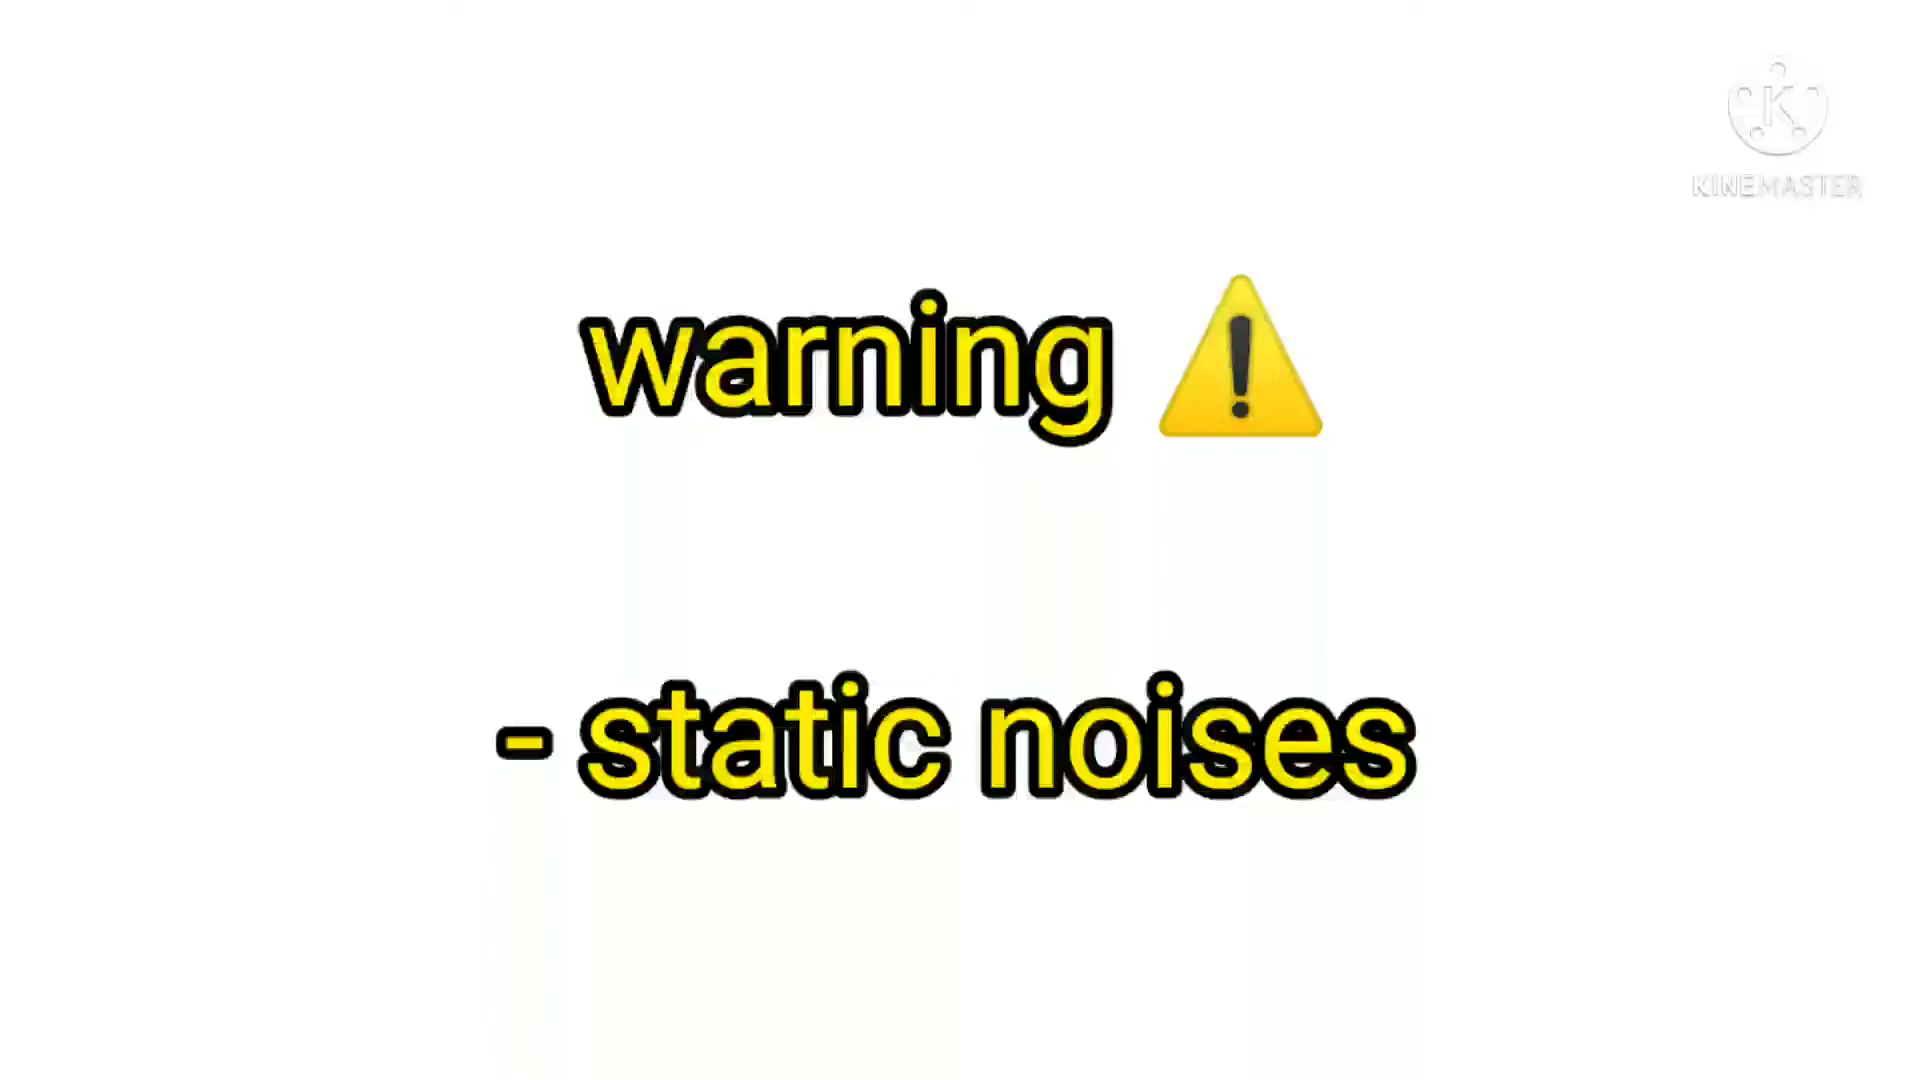 K
KINEMASTER
warning ⚠️
- static noises